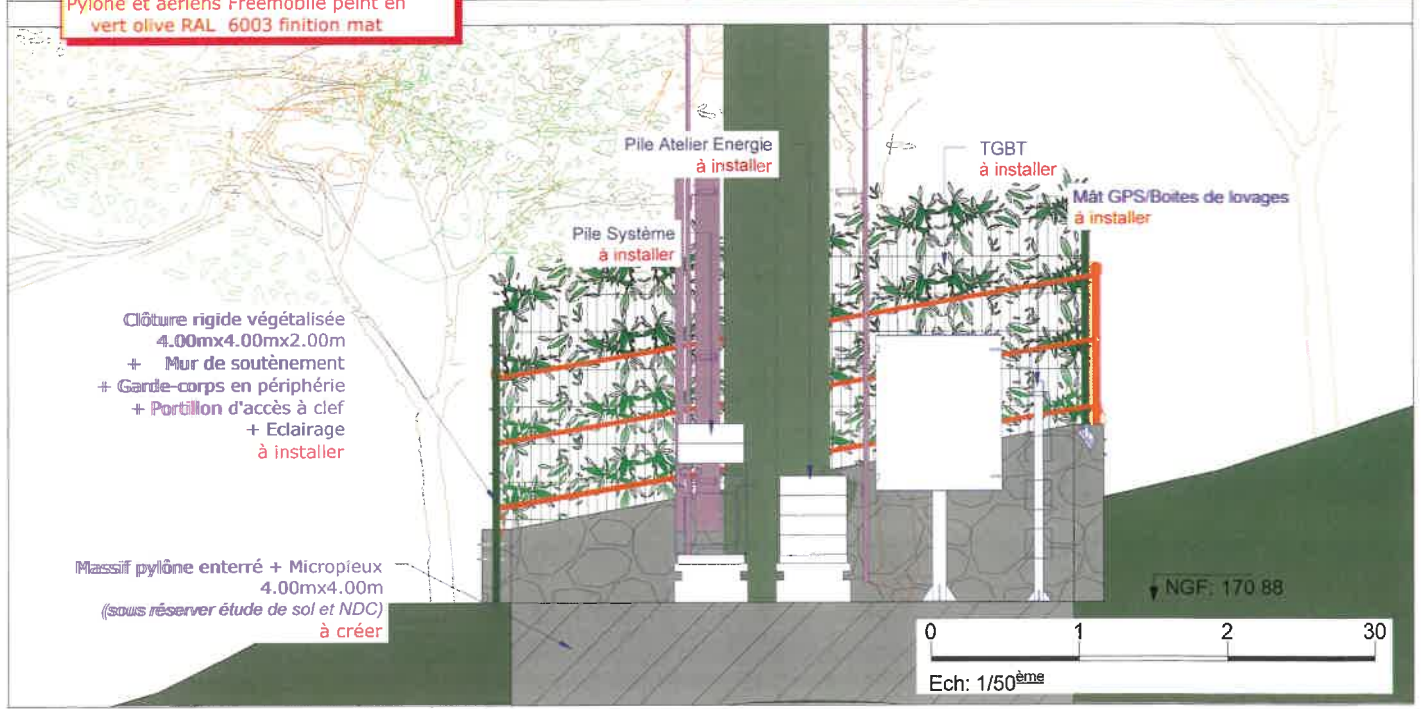 Pylône et aériens Freemobile peint en
vert olive RAL 6003 finition mat
Pile Atelier Energie
à installer
TGBT
à installer
Mât GPS/Boites de lovages
à installer
Pile Système
à installer
Clôture rigide végétalisée
4.00mx4.00mx2.00m
+ Mur de soutènement
+ Garde-corps en périphérie
+ Portillon d'accès à clef
+ Eclairage
à installer
Massif pylône enterré + Micropieux
4.00mx4.00m
(sous réserver étude de sol et NDC)
à créer
NGF: 170 88
0 1 2 30
Ech: 1/50ème